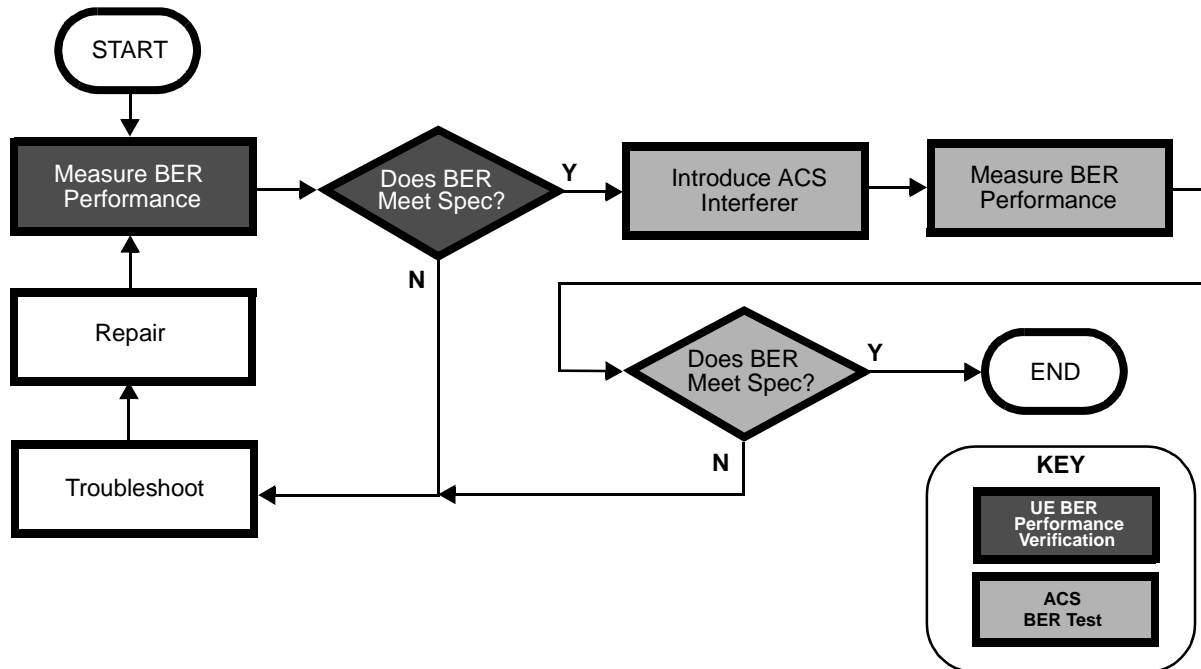 START
Measure BER
Performance
Does BER
Meet Spec?
Y
Introduce ACS
Interferer
Measure BER
Performance
N
Repair
Does BER
Meet Spec?
Y
END
N
Troubleshoot
KEY
UE BER
Performance
Verification
ACS
BER Test